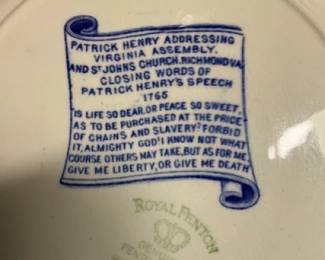 PATRICK HENRY ADDRESSING
VIRGINIA ASSEMBLY.
AND ST JOHNS CHURCH, RICHMOND VA.
CLOSING WORDS OF
PATRICK HENRY'S SPEECH
1765
"IS LIFE SO DEAR, OR PEACE SO SWEET,
AS TO BE PURCHASED AT THE PRICE
OF CHAINS AND SLAVERY? FORBID
IT, ALMIGHTY GOD! I KNOW NOT WHAT
COURSE OTHERS MAY TAKE, BUT AS FOR ME
GIVE ME LIBERTY, OR GIVE ME DEATH
ROYAL FENTON